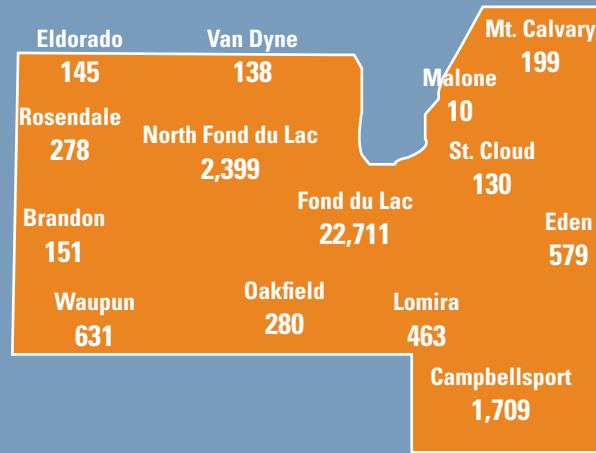 Mt. Calvary
199
Eldorado
145
Van Dyne
138
Malone
10
Rosendale
278
North Fond du Lac
2,399
St. Cloud
130
Fond du Lac
22,711
Brandon
151
Eden
579
Waupun
631
Oakfield
280
Lomira
463
Campbellsport
1,709